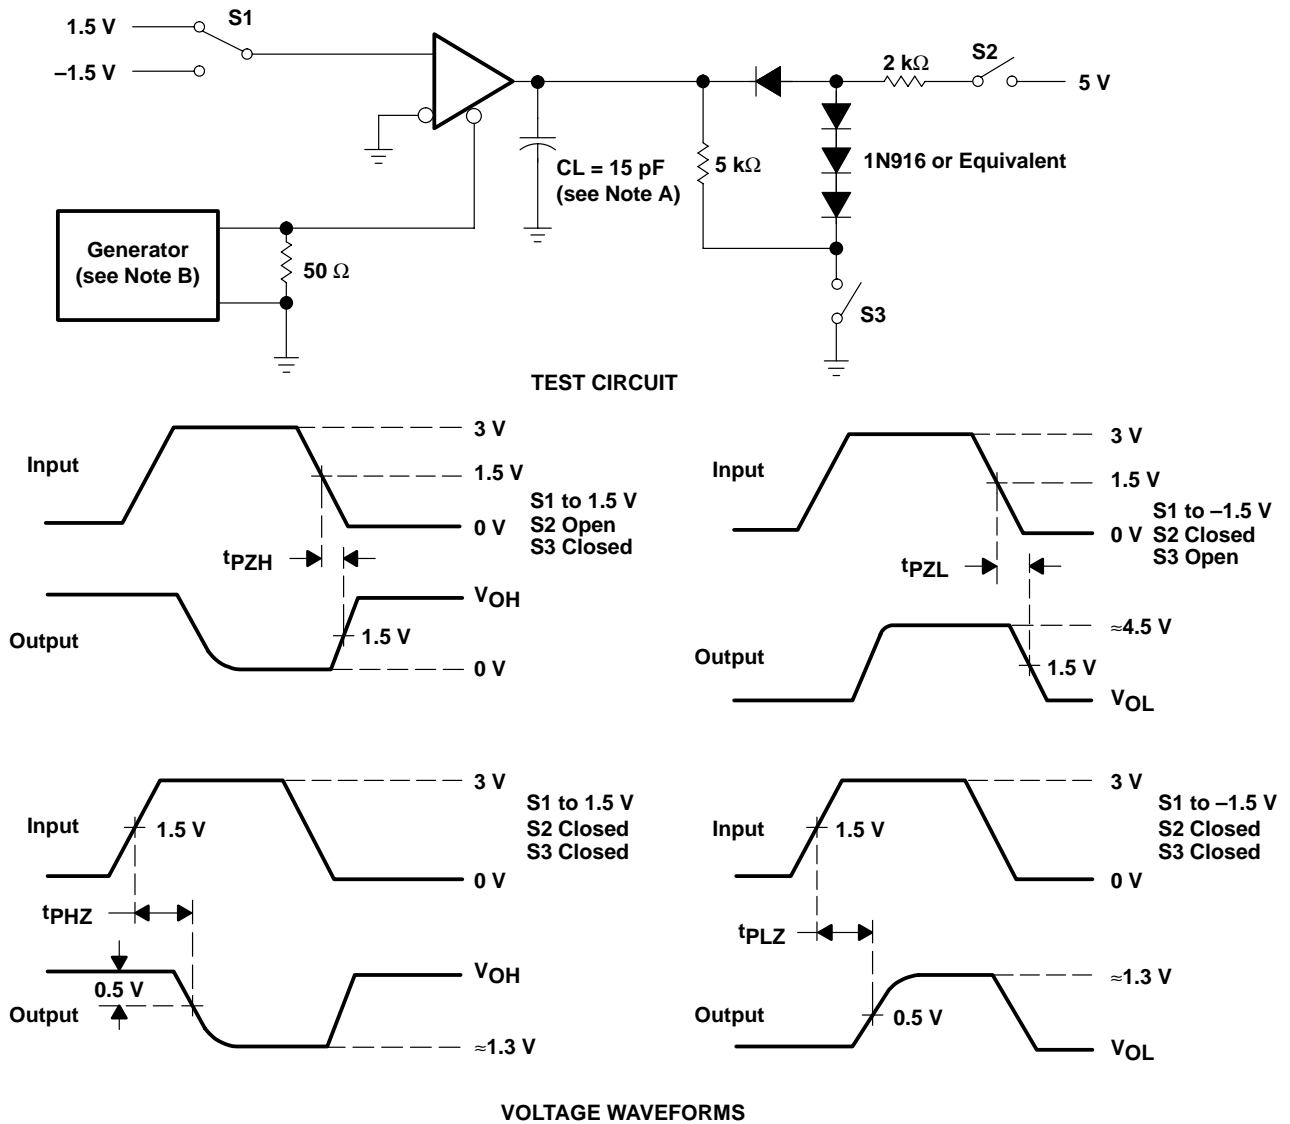 1.5 V
S1
–1.5 V
2 kΩ
S2
5 V
CL = 15 pF
(see Note A)
5 kΩ
1N916 or Equivalent
Generator
(see Note B)
50 Ω
S3
TEST CIRCUIT
Input
3 V
1.5 V
0 V
S1 to 1.5 V
S2 Open
S3 Closed
tPZH
Output
VOH
1.5 V
0 V
Input
3 V
1.5 V
0 V
S1 to –1.5 V
S2 Closed
S3 Open
tPZL
Output
≈4.5 V
1.5 V
VOL
Input
3 V
1.5 V
0 V
S1 to 1.5 V
S2 Closed
S3 Closed
tPHZ
Output
0.5 V
VOH
≈1.3 V
Input
3 V
1.5 V
0 V
S1 to –1.5 V
S2 Closed
S3 Closed
tPLZ
Output
≈1.3 V
0.5 V
VOL
VOLTAGE WAVEFORMS